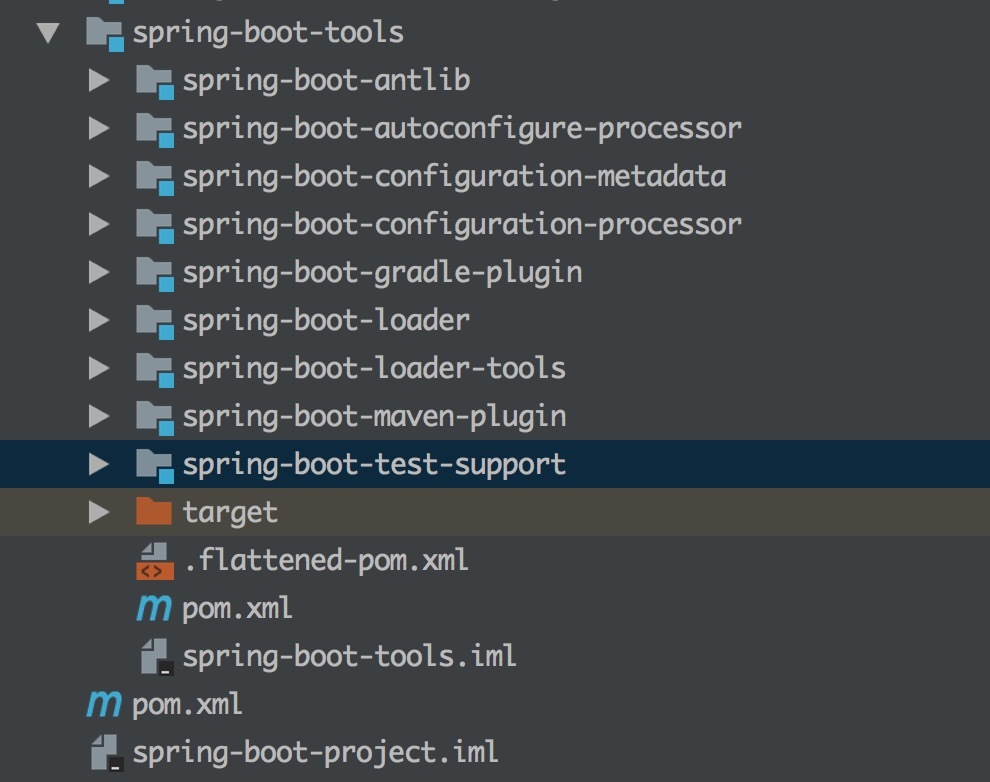 spring-boot-tools
spring-boot-antlib
spring-boot-autoconfigure-processor
spring-boot-configuration-metadata
spring-boot-configuration-processor
spring-boot-gradle-plugin
spring-boot-loader
spring-boot-loader-tools
spring-boot-maven-plugin
spring-boot-test-support
target
.flattened-pom.xml
pom.xml
spring-boot-tools.iml
pom.xml
spring-boot-project.iml